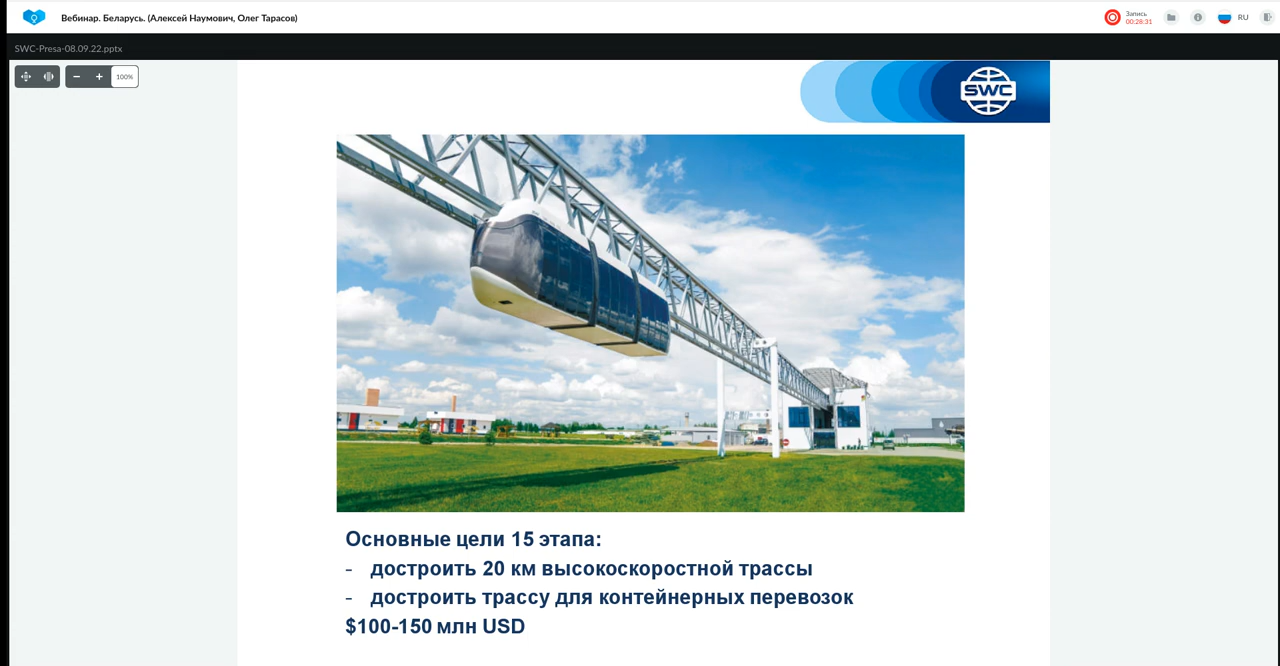 Вебинар. Беларусь. (Алексей Наумович, Олег Тарасов)
Запись
00:28:31
RU
SWC-Presa-08.09.22.pptx
100%
SWC
Основные цели 15 этапа:
- достроить 20 км высокоскоростной трассы
- достроить трассу для контейнерных перевозок
$100-150 млн USD